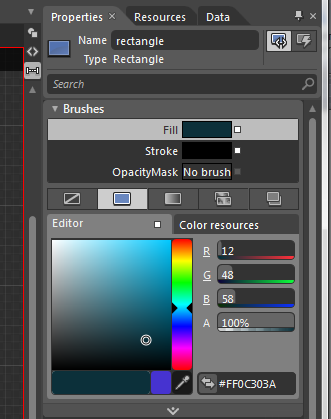 Properties × Resources Data
Name rectangle
Type Rectangle
Search
Brushes
Fill
Stroke
OpacityMask No brush
Editor Color resources
R 12
G 48
B 58
A 100%
#FF0C303A